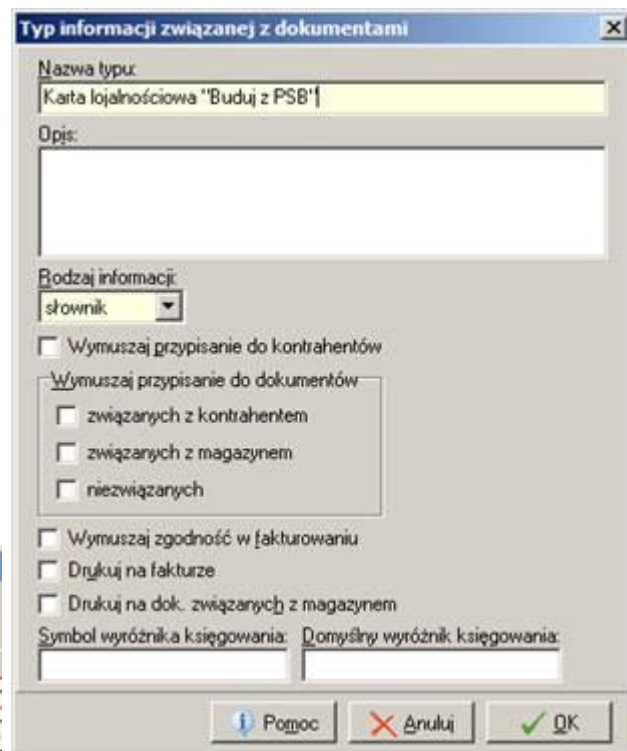 Typ informacji związanej z dokumentami
Nazwa typu:
Karta lojalnościowa "Buduj z PSB"
Opis:
Rodzaj informacji:
słownik
Wymuszaj przypisanie do kontrahentów
Wymuszaj przypisanie do dokumentów
związanych z kontrahentem
związanych z magazynem
niezwiązanych
Wymuszaj zgodność w fakturowaniu
Drukuj na fakturze
Drukuj na dok. związanych z magazynem
Symbol wyróżnika księgowania: Domyślny wyróżnik księgowania:
Pomoc Anuluj OK